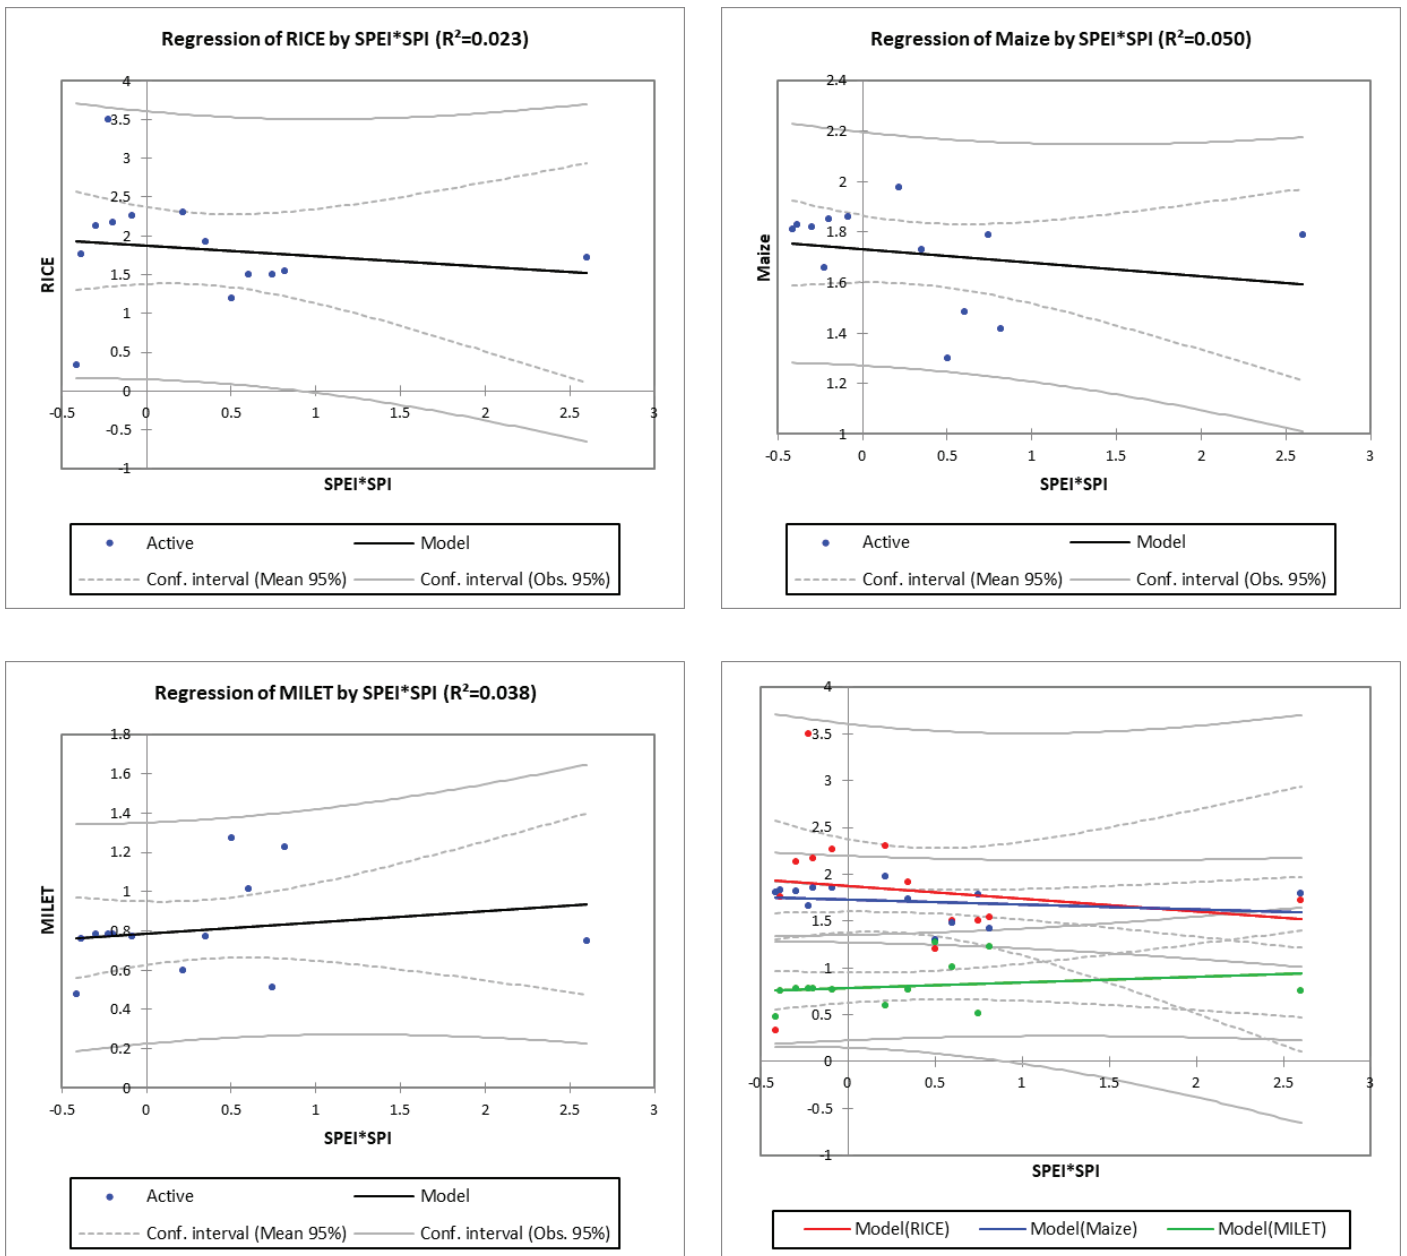 Regression of RICE by SPEI*SPI (R²=0.023)
4
3.5
3
2.5
2
1.5
1
0.5
0
-0.5
-1
RICE
-0.5 0 0.5 1 1.5 2 2.5 3
SPEI*SPI
Active Model
Conf. interval (Mean 95%) Conf. interval (Obs. 95%)
Regression of Maize by SPEI*SPI (R²=0.050)
2.4
2.2
2
1.8
1.6
1.4
1.2
1
Maize
-0.5 0 0.5 1 1.5 2 2.5 3
SPEI*SPI
Active Model
Conf. interval (Mean 95%) Conf. interval (Obs. 95%)
Regression of MILET by SPEI*SPI (R²=0.038)
1.8
1.6
1.4
1.2
1
0.8
0.6
0.4
0.2
0
MILET
-0.5 0 0.5 1 1.5 2 2.5 3
SPEI*SPI
Active Model
Conf. interval (Mean 95%) Conf. interval (Obs. 95%)
4
3.5
3
2.5
2
1.5
1
0.5
0
-0.5
-1
-0.5 0 0.5 1 1.5 2 2.5 3
SPEI*SPI
Model(RICE) Model(Maize) Model(MILET)